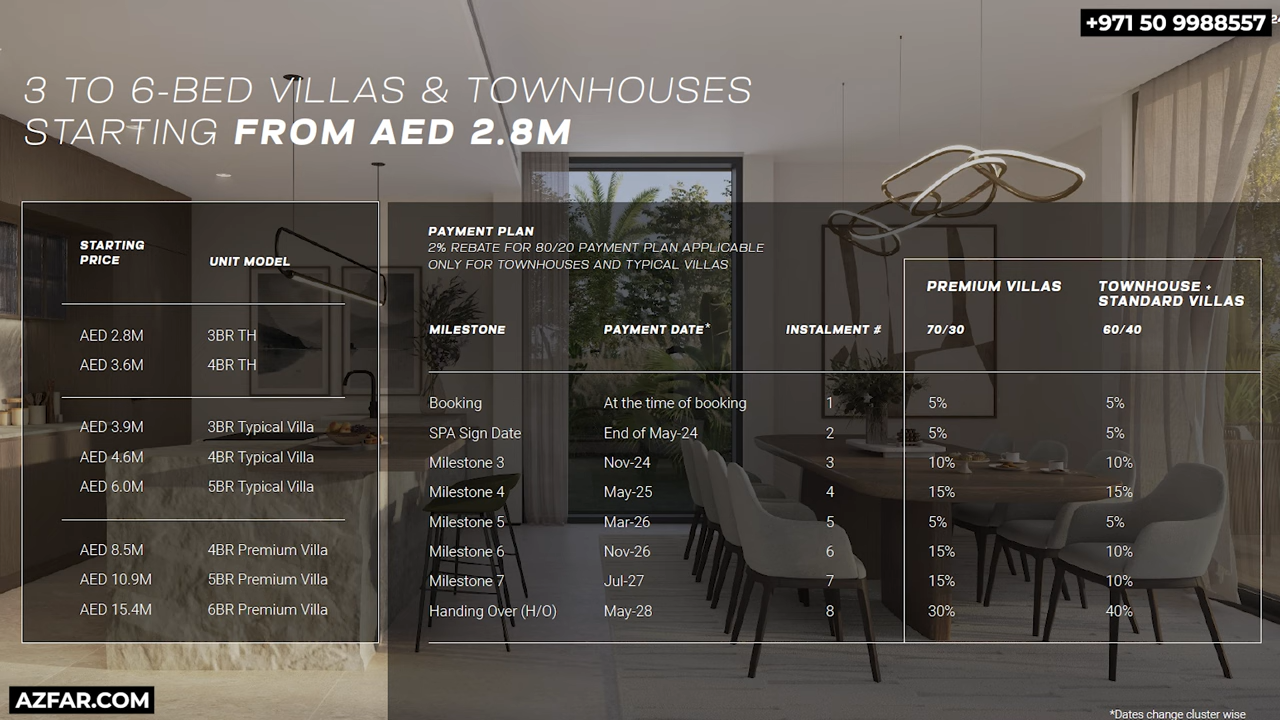 +971 50 9988557
3 TO 6-BED VILLAS & TOWNHOUSES
STARTING FROM AED 2.8M
STARTING PRICE UNIT MODEL
AED 2.8M 3BR TH
AED 3.6M 4BR TH
AED 3.9M 3BR Typical Villa
AED 4.6M 4BR Typical Villa
AED 6.0M 5BR Typical Villa
AED 8.5M 4BR Premium Villa
AED 10.9M 5BR Premium Villa
AED 15.4M 6BR Premium Villa
PAYMENT PLAN
2% REBATE FOR 80/20 PAYMENT PLAN APPLICABLE
ONLY FOR TOWNHOUSES AND TYPICAL VILLAS
PREMIUM VILLAS TOWNHOUSE +
STANDARD VILLAS
MILESTONE PAYMENT DATE* INSTALMENT # 70/30 60/40
Booking At the time of booking 1 5% 5%
SPA Sign Date End of May-24 2 5% 5%
Milestone 3 Nov-24 3 10% 10%
Milestone 4 May-25 4 15% 15%
Milestone 5 Mar-26 5 5% 5%
Milestone 6 Nov-26 6 15% 10%
Milestone 7 Jul-27 7 15% 10%
Handing Over (H/O) May-28 8 30% 40%
AZFAR.COM
*Dates change cluster wise